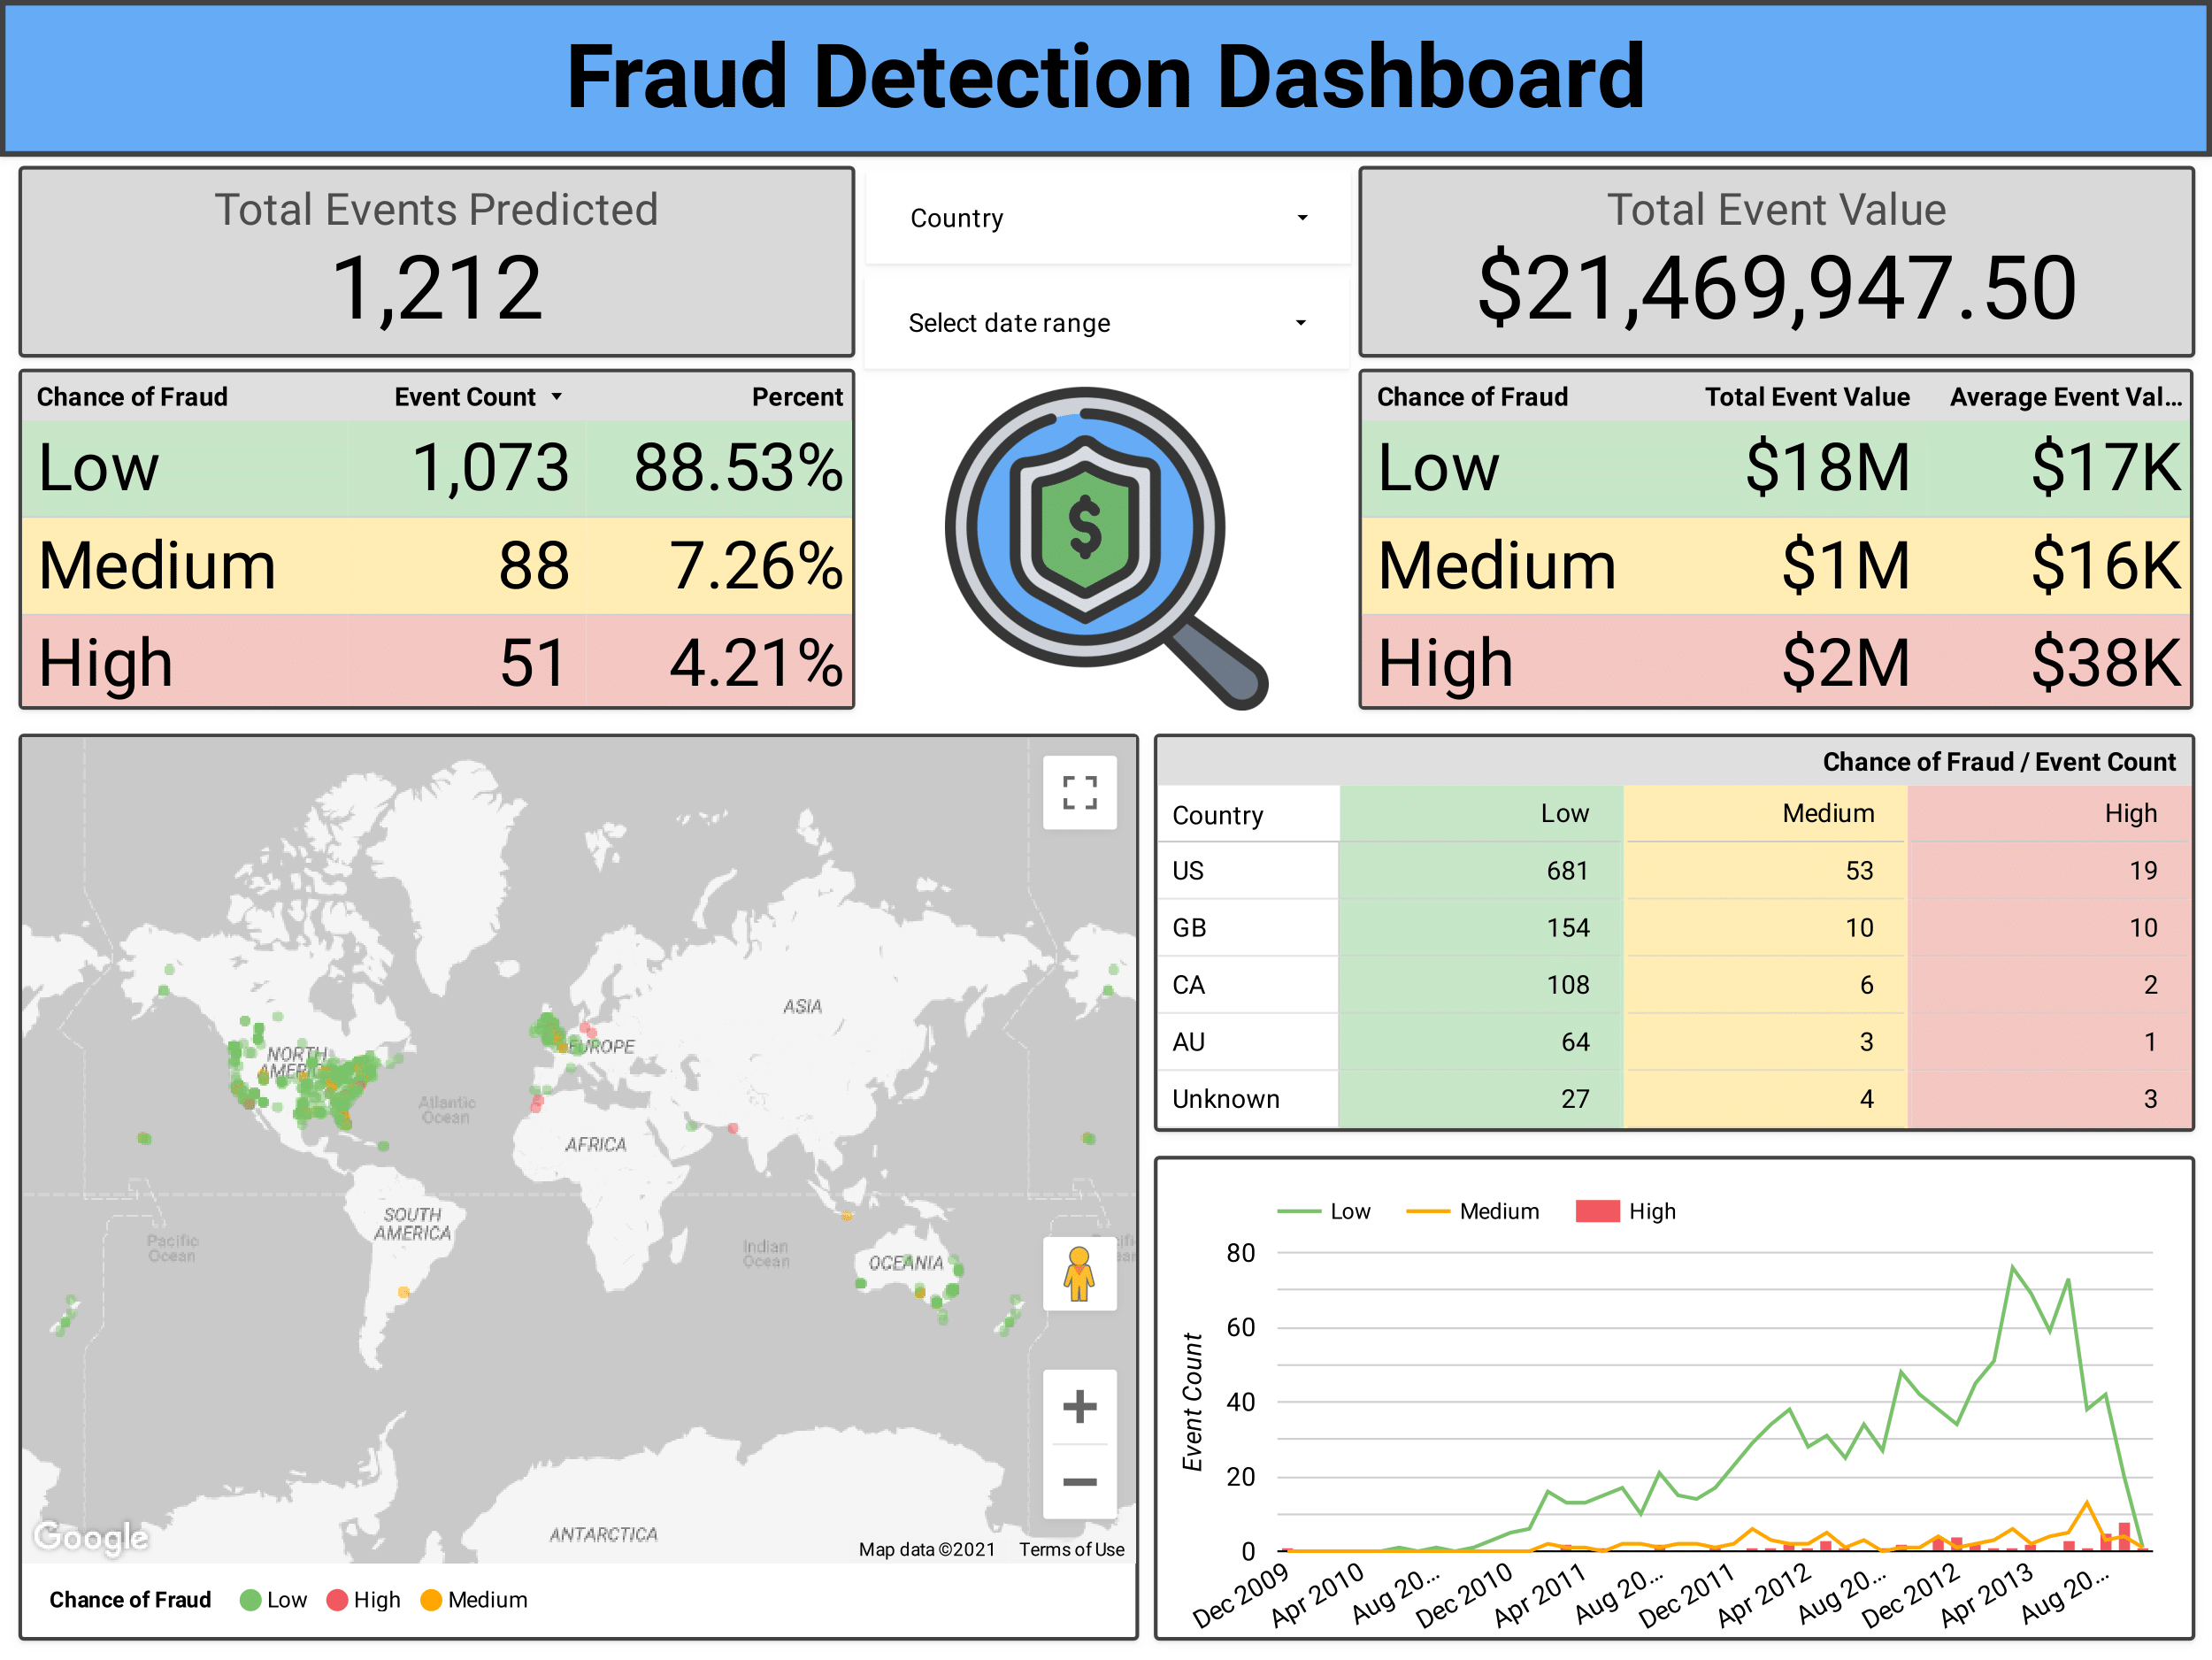 Fraud Detection Dashboard
Total Events Predicted
1,212
Country
Select date range
Total Event Value
$21,469,947.50
Chance of Fraud Event Count Percent
Low 1,073 88.53%
Medium 88 7.26%
High 51 4.21%
$
Chance of Fraud Total Event Value Average Event Val...
Low $18M $17K
Medium $1M $16K
High $2M $38K
ASIA
NORTH
EUROPE
Atlantic
Ocean
AFRICA
SOUTH
AMERICA
Pacific
Ocean
Indian
Ocean
OCEANIA
ANTARCTICA
Google
Map data ©2021 Terms of Use
Chance of Fraud Low High Medium
Chance of Fraud / Event Count
Country Low Medium High
US 681 53 19
GB 154 10 10
CA 108 6 2
AU 64 3 1
Unknown 27 4 3
Low Medium High
Event Count
80
60
40
20
0
Dec 2009 Apr 2010 Aug 20... Dec 2010 Apr 2011 Aug 20... Dec 2011 Apr 2012 Aug 20... Dec 2012 Apr 2013 Aug 20...